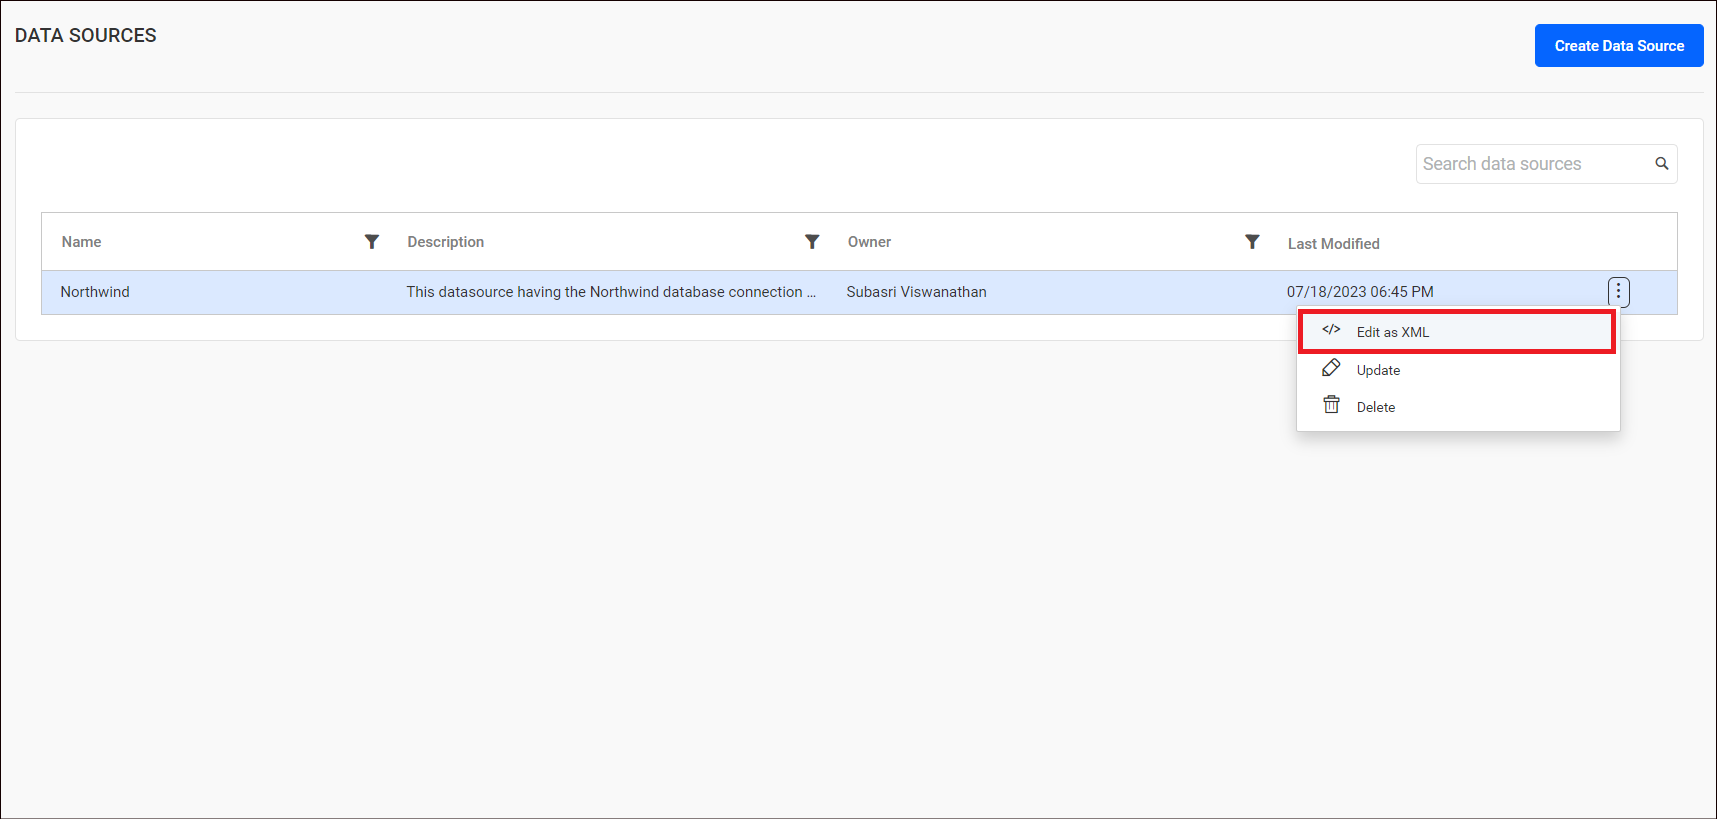 DATA SOURCES
Create Data Source
Search data sources
Name Description Owner Last Modified
Northwind This datasource having the Northwind database connection ... Subasri Viswanathan 07/18/2023 06:45 PM
</> Edit as XML
Update
Delete